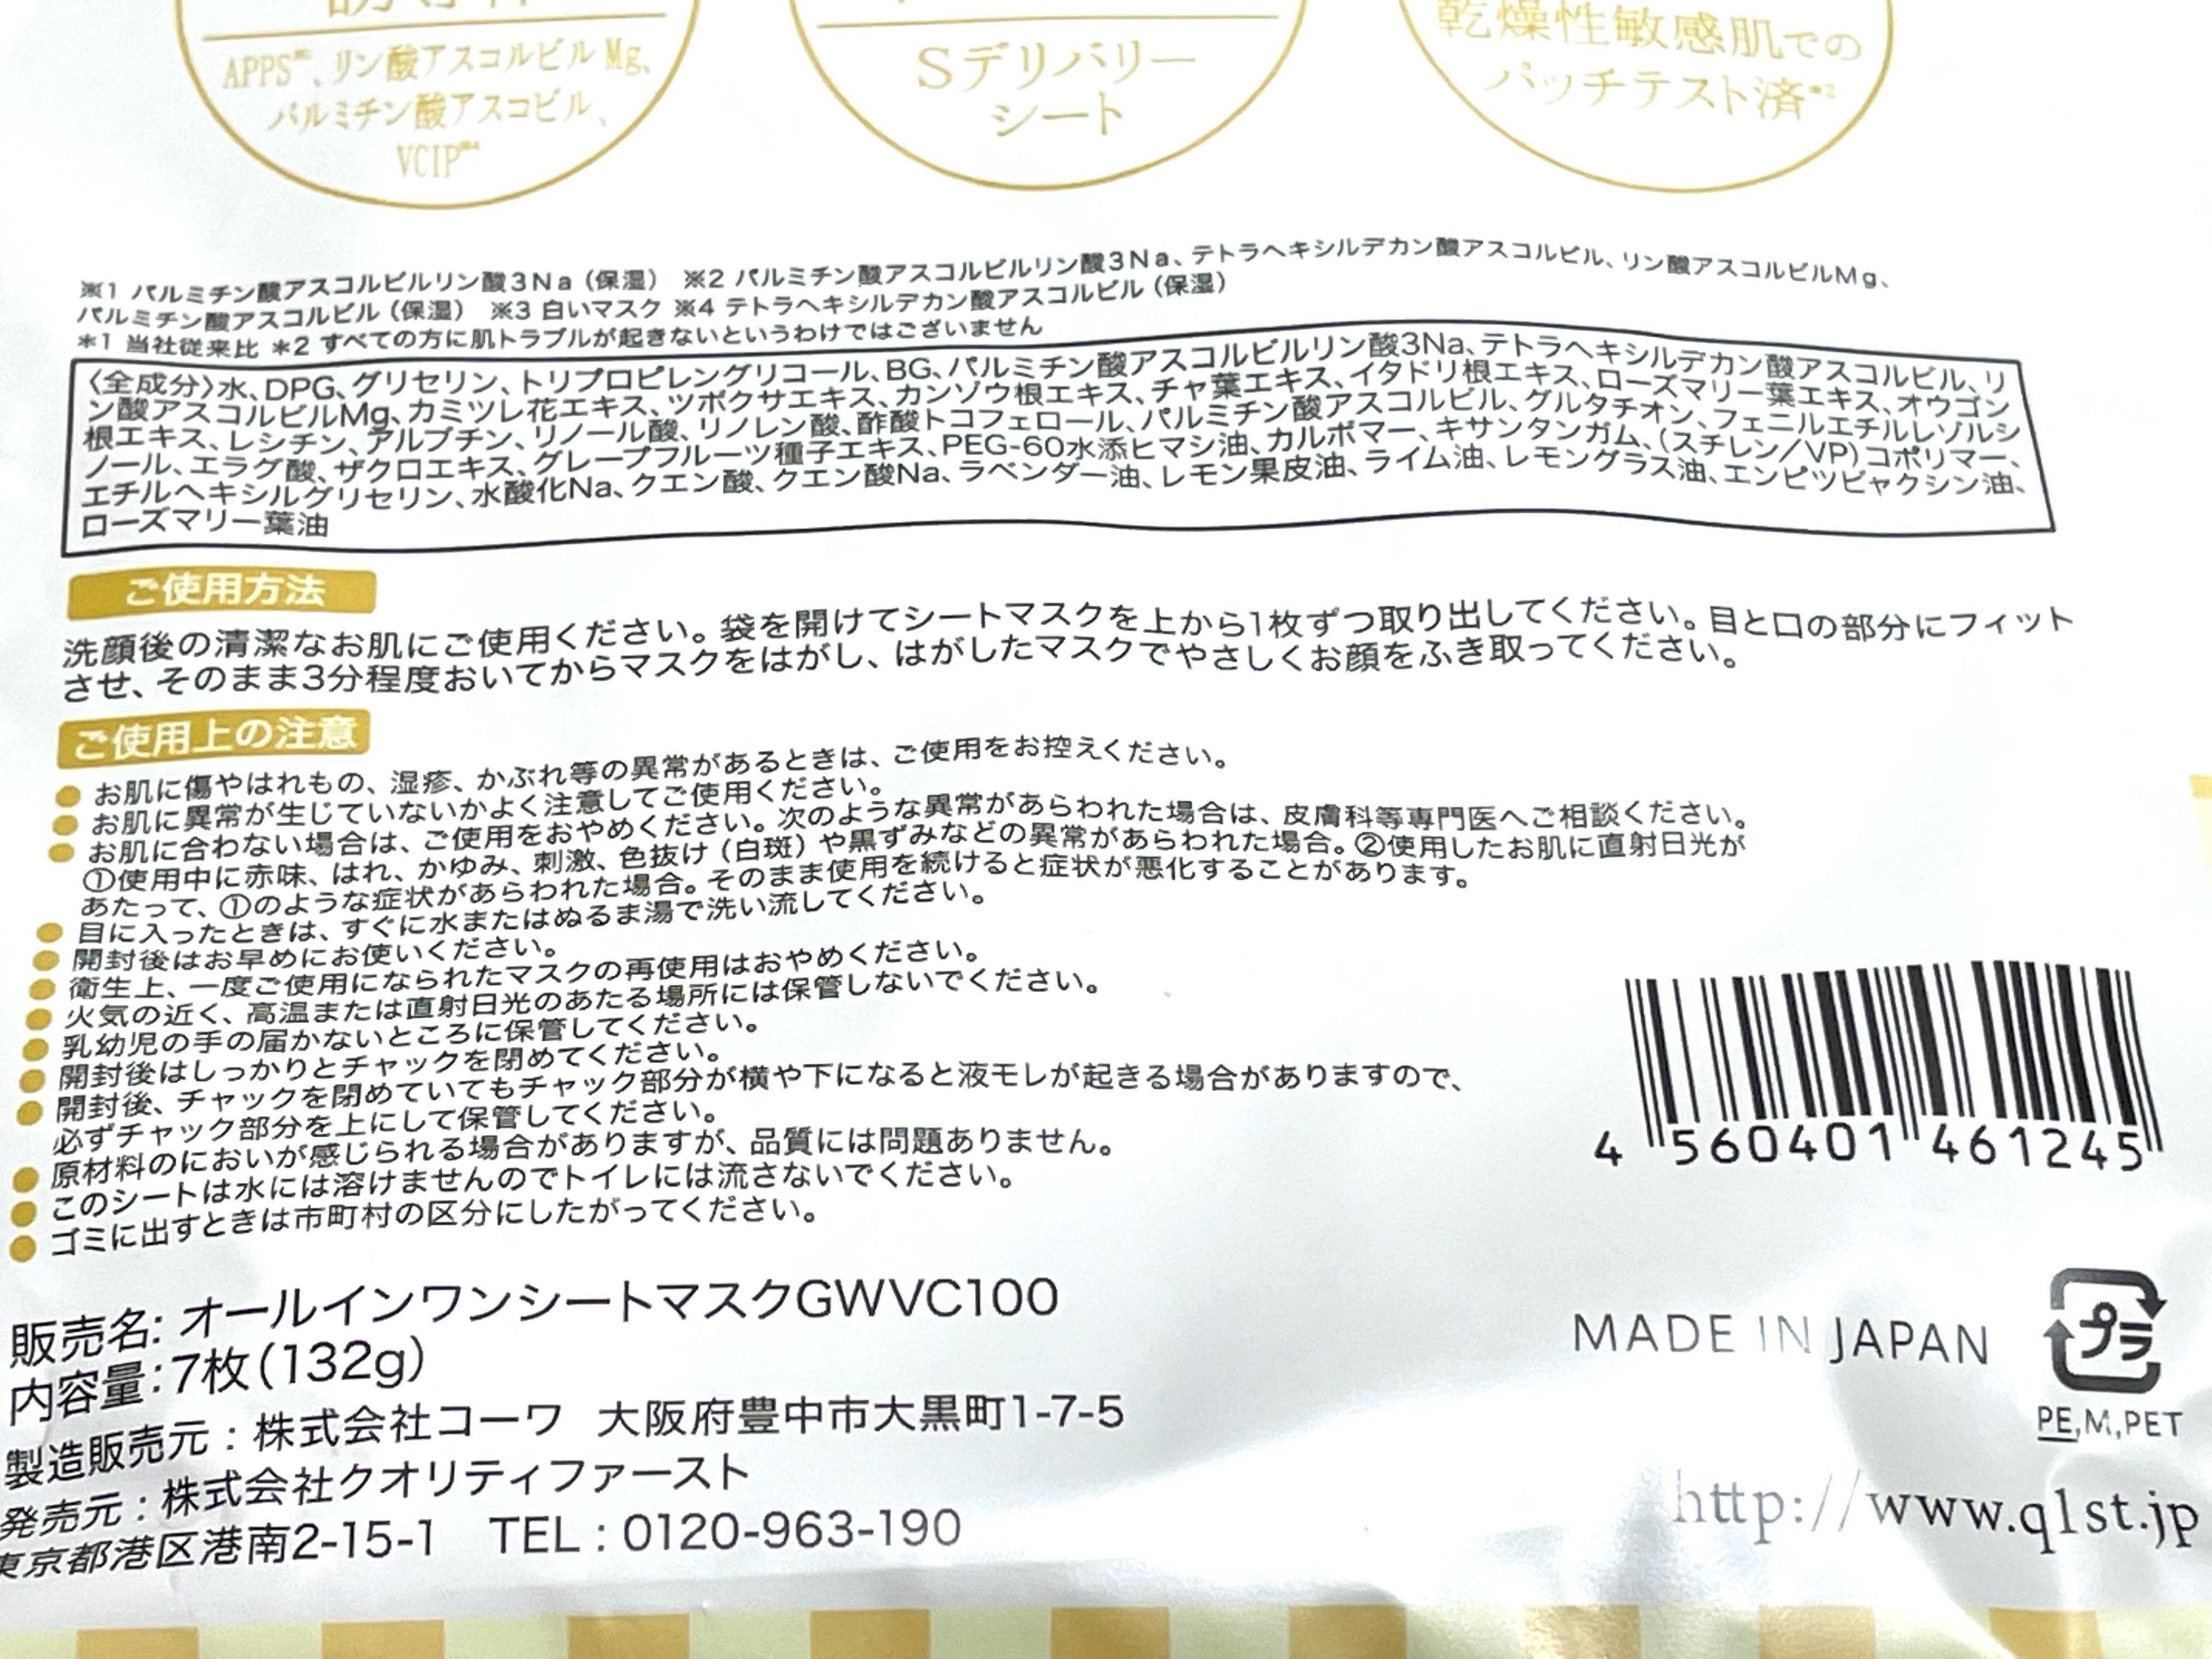 APPS※、リン酸アスコルビルMg、
パルミチン酸アスコビル、
VCIP※4
Sデリバリー
シート
乾燥性敏感肌での
パッチテスト済*2
※1 パルミチン酸アスコルビルリン酸3Na（保湿） ※2 パルミチン酸アスコルビルリン酸3Na、テトラヘキシルデカン酸アスコルビル、リン酸アスコルビルMg、
パルミチン酸アスコルビル（保湿） ※3 白いマスク ※4 テトラヘキシルデカン酸アスコルビル（保湿）
*1 当社従来比 *2 すべての方に肌トラブルが起きないというわけではございません
〈全成分〉水、DPG、グリセリン、トリプロピレングリコール、BG、パルミチン酸アスコルビルリン酸3Na、テトラヘキシルデカン酸アスコルビル、リ
ン酸アスコルビルMg、カミツレ花エキス、ツボクサエキス、カンゾウ根エキス、チャ葉エキス、イタドリ根エキス、ローズマリー葉エキス、オウゴン
根エキス、レシチン、アルブチン、リノール酸、リノレン酸、酢酸トコフェロール、パルミチン酸アスコルビル、グルタチオン、フェニルエチルレゾルシ
ノール、エラグ酸、ザクロエキス、グレープフルーツ種子エキス、PEG-60水添ヒマシ油、カルボマー、キサンタンガム、(スチレン/VP)コポリマー、
エチルヘキシルグリセリン、水酸化Na、クエン酸、クエン酸Na、ラベンダー油、レモン果皮油、ライム油、レモングラス油、エンピツビャクシン油、
ローズマリー葉油
ご使用方法
洗顔後の清潔なお肌にご使用ください。袋を開けてシートマスクを上から1枚ずつ取り出してください。目と口の部分にフィット
させ、そのまま3分程度おいてからマスクをはがし、はがしたマスクでやさしくお顔をふき取ってください。
ご使用上の注意
● お肌に傷やはれもの、湿疹、かぶれ等の異常があるときは、ご使用をお控えください。
● お肌に異常が生じていないかよく注意してご使用ください。
● お肌に合わない場合は、ご使用をおやめください。次のような異常があらわれた場合は、皮膚科等専門医へご相談ください。
①使用中に赤味、はれ、かゆみ、刺激、色抜け（白斑）や黒ずみなどの異常があらわれた場合。②使用したお肌に直射日光が
あたって、①のような症状があらわれた場合。そのまま使用を続けると症状が悪化することがあります。
● 目に入ったときは、すぐに水またはぬるま湯で洗い流してください。
● 開封後はお早めにお使いください。
● 衛生上、一度ご使用になられたマスクの再使用はおやめください。
● 火気の近く、高温または直射日光のあたる場所には保管しないでください。
● 乳幼児の手の届かないところに保管してください。
● 開封後はしっかりとチャックを閉めてください。
● 開封後、チャックを閉めていてもチャック部分が横や下になると液モレが起きる場合がありますので、
必ずチャック部分を上にして保管してください。
● 原材料のにおいが感じられる場合がありますが、品質には問題ありません。
● このシートは水には溶けませんのでトイレには流さないでください。
● ゴミに出すときは市町村の区分にしたがってください。
4 560401 461245
販売名: オールインワンシートマスクGWVC100
内容量:7枚(132g)
製造販売元：株式会社コーワ 大阪府豊中市大黒町1-7-5
発売元：株式会社クオリティファースト
東京都港区港南2-15-1 TEL：0120-963-190
MADE IN JAPAN
プラ
PE,M,PET
http://www.q1st.jp